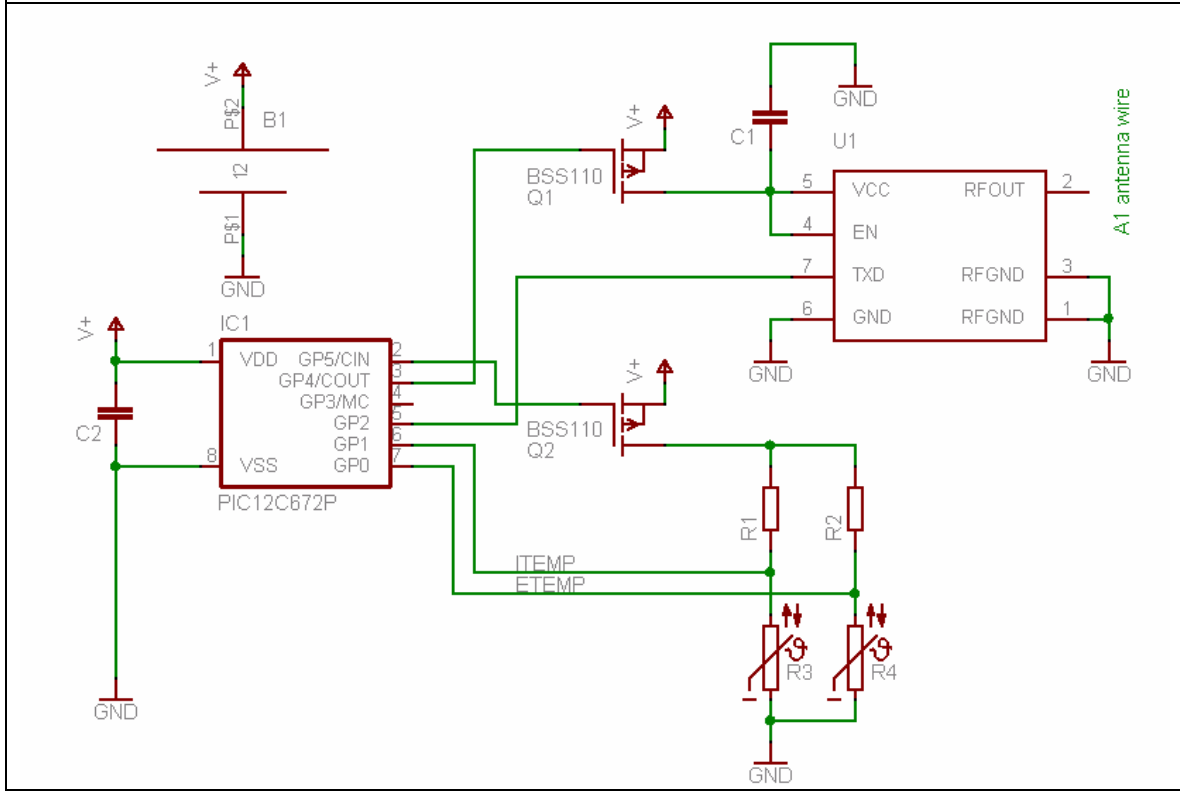 V+
P$2
B1
12
P$1
GND
V+
IC1
1
VDD
GP5/CIN
2
GP4/COUT
3
GP3/MC
4
GP2
5
GP1
6
8
VSS
GP0
7
C2
PIC12C672P
GND
V+
BSS110
Q1
C1
GND
U1
A1 antenna wire
5
VCC
RFOUT
2
4
EN
7
TXD
RFGND
3
6
GND
RFGND
1
GND
GND
V+
BSS110
Q2
R1
R2
ITEMP
ETEMP
R3
R4
GND